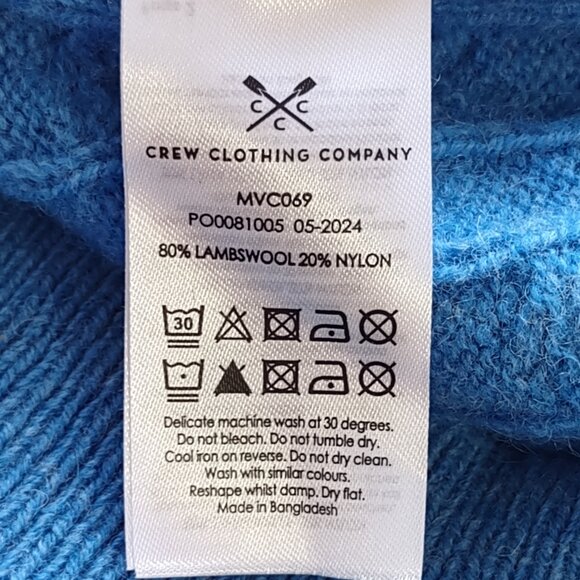 C C
C
CREW CLOTHING COMPANY
MVC069
PO0081005 05-2024
80% LAMBSWOOL 20% NYLON
30
Delicate machine wash at 30 degrees.
Do not bleach. Do not tumble dry.
Cool iron on reverse. Do not dry clean.
Wash with similar colours.
Reshape whilst damp. Dry flat.
Made in Bangladesh